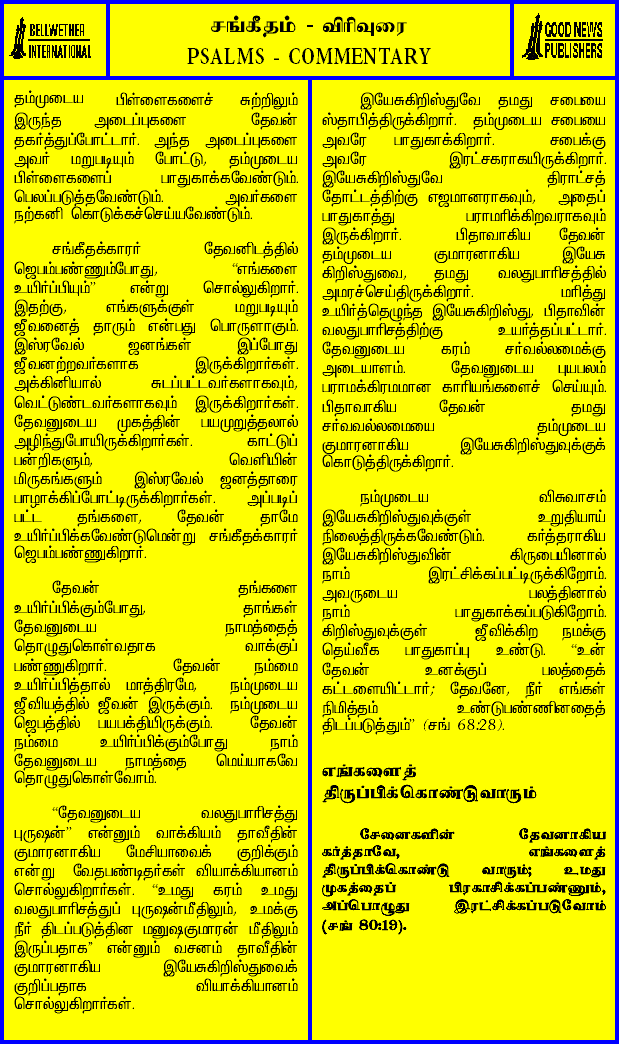 BELLWETHER
INTERNATIONAL
சங்கீதம் - விரிவுரை
PSALMS - COMMENTARY
GOOD NEWS
PUBLISHERS
தம்முடைய பிள்ளைகளைச் சுற்றிலும்
இருந்த அடைப்புகளை தேவன்
தகர்த்துப்போட்டார். அந்த அடைப்புகளை
அவர் மறுபடியும் போட்டு, தம்முடைய
பிள்ளைகளைப் பாதுகாக்கவேண்டும்.
பெலப்படுத்தவேண்டும். அவர்களை
நற்கனி கொடுக்கச்செய்யவேண்டும்.
சங்கீதக்காரர் தேவனிடத்தில்
ஜெபம்பண்ணும்போது, “எங்களை
உயிர்ப்பியும்” என்று சொல்லுகிறார்.
இதற்கு, எங்களுக்குள் மறுபடியும்
ஜீவனைத் தாரும் என்பது பொருளாகும்.
இஸ்ரவேல் ஜனங்கள் இப்போது
ஜீவனற்றவர்களாக இருக்கிறார்கள்.
அக்கினியால் சுடப்பட்டவர்களாகவும்,
வெட்டுண்டவர்களாகவும் இருக்கிறார்கள்.
தேவனுடைய முகத்தின் பயமுறுத்தலால்
அழிந்துபோயிருக்கிறார்கள். காட்டுப்
பன்றிகளும், வெளியின்
மிருகங்களும் இஸ்ரவேல் ஜனத்தாரை
பாழாக்கிப்போட்டிருக்கிறார்கள். அப்படிப்
பட்ட தங்களை, தேவன் தாமே
உயிர்ப்பிக்கவேண்டுமென்று சங்கீதக்காரர்
ஜெபம்பண்ணுகிறார்.
தேவன் தங்களை
உயிர்ப்பிக்கும்போது, தாங்கள்
தேவனுடைய நாமத்தைத்
தொழுதுகொள்வதாக வாக்குப்
பண்ணுகிறார். தேவன் நம்மை
உயிர்ப்பித்தால் மாத்திரமே, நம்முடைய
ஜீவியத்தில் ஜீவன் இருக்கும். நம்முடைய
ஜெபத்தில் பயபக்தியிருக்கும். தேவன்
நம்மை உயிர்ப்பிக்கும்போது நாம்
தேவனுடைய நாமத்தை மெய்யாகவே
தொழுதுகொள்வோம்.
“தேவனுடைய வலதுபாரிசத்து
புருஷன்” என்னும் வாக்கியம் தாவீதின்
குமாரனாகிய மேசியாவைக் குறிக்கும்
என்று வேதபண்டிதர்கள் வியாக்கியானம்
சொல்லுகிறார்கள். “உமது கரம் உமது
வலதுபாரிசத்துப் புருஷன்மீதிலும், உமக்கு
நீர் திடப்படுத்தின மனுஷகுமாரன் மீதிலும்
இருப்பதாக” என்னும் வசனம் தாவீதின்
குமாரனாகிய இயேசுகிறிஸ்துவைக்
குறிப்பதாக வியாக்கியானம்
சொல்லுகிறார்கள்.
இயேசுகிறிஸ்துவே தமது சபையை
ஸ்தாபித்திருக்கிறார். தம்முடைய சபையை
அவரே பாதுகாக்கிறார். சபைக்கு
அவரே இரட்சகராகயிருக்கிறார்.
இயேசுகிறிஸ்துவே திராட்சத்
தோட்டத்திற்கு எஜமானராகவும், அதைப்
பாதுகாத்து பராமரிக்கிறவராகவும்
இருக்கிறார். பிதாவாகிய தேவன்
தம்முடைய குமாரனாகிய இயேசு
கிறிஸ்துவை, தமது வலதுபாரிசத்தில்
அமரச்செய்திருக்கிறார். மரித்து
உயிர்த்தெழுந்த இயேசுகிறிஸ்து, பிதாவின்
வலதுபாரிசத்திற்கு உயர்த்தப்பட்டார்.
தேவனுடைய கரம் சர்வல்லமைக்கு
அடையாளம். தேவனுடைய புயபலம்
பராமக்கிரமமான காரியங்களைச் செய்யும்.
பிதாவாகிய தேவன் தமது
சர்வவல்லமையை தம்முடைய
குமாரனாகிய இயேசுகிறிஸ்துவுக்குக்
கொடுத்திருக்கிறார்.
நம்முடைய விசுவாசம்
இயேசுகிறிஸ்துவுக்குள் உறுதியாய்
நிலைத்திருக்கவேண்டும். கர்த்தராகிய
இயேசுகிறிஸ்துவின் கிருபையினால்
நாம் இரட்சிக்கப்பட்டிருக்கிறோம்.
அவருடைய பலத்தினால்
நாம் பாதுகாக்கப்படுகிறோம்.
கிறிஸ்துவுக்குள் ஜீவிக்கிற நமக்கு
தெய்வீக பாதுகாப்பு உண்டு. “உன்
தேவன் உனக்குப் பலத்தைக்
கட்டளையிட்டார்; தேவனே, நீர் எங்கள்
நிமித்தம் உண்டுபண்ணினதைத்
திடப்படுத்தும்” (சங் 68:28).
எங்களைத்
திருப்பிக்கொண்டுவாரும்
சேனைகளின் தேவனாகிய
கர்த்தாவே, எங்களைத்
திருப்பிக்கொண்டு வாரும்; உமது
முகத்தைப் பிரகாசிக்கப்பண்ணும்,
அப்பொழுது இரட்சிக்கப்படுவோம்
(சங் 80:19).